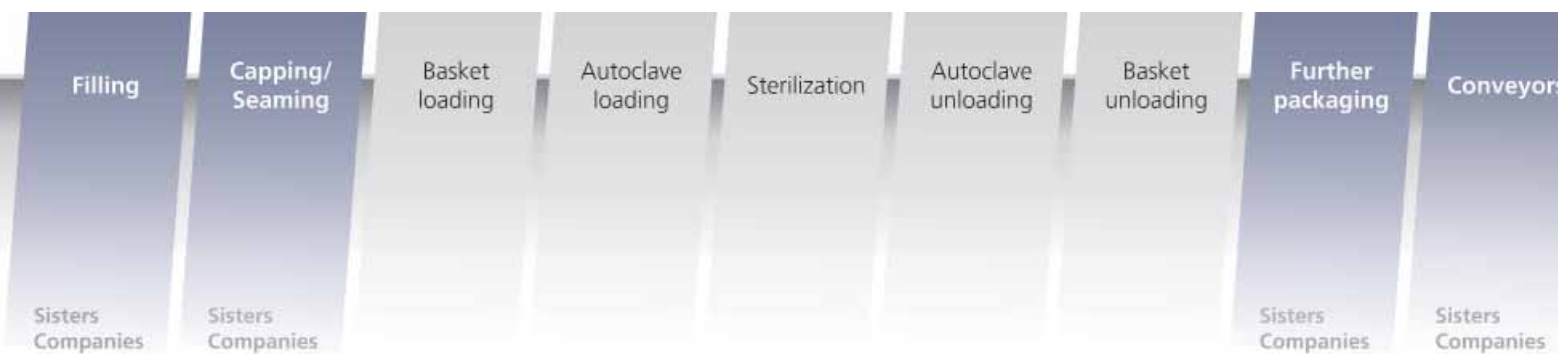 Filling
Capping/
Seaming
Basket
loading
Autoclave
loading
Sterilization
Autoclave
unloading
Basket
unloading
Further
packaging
Conveyors
Sisters
Companies
Sisters
Companies
Sisters
Companies
Sisters
Companies